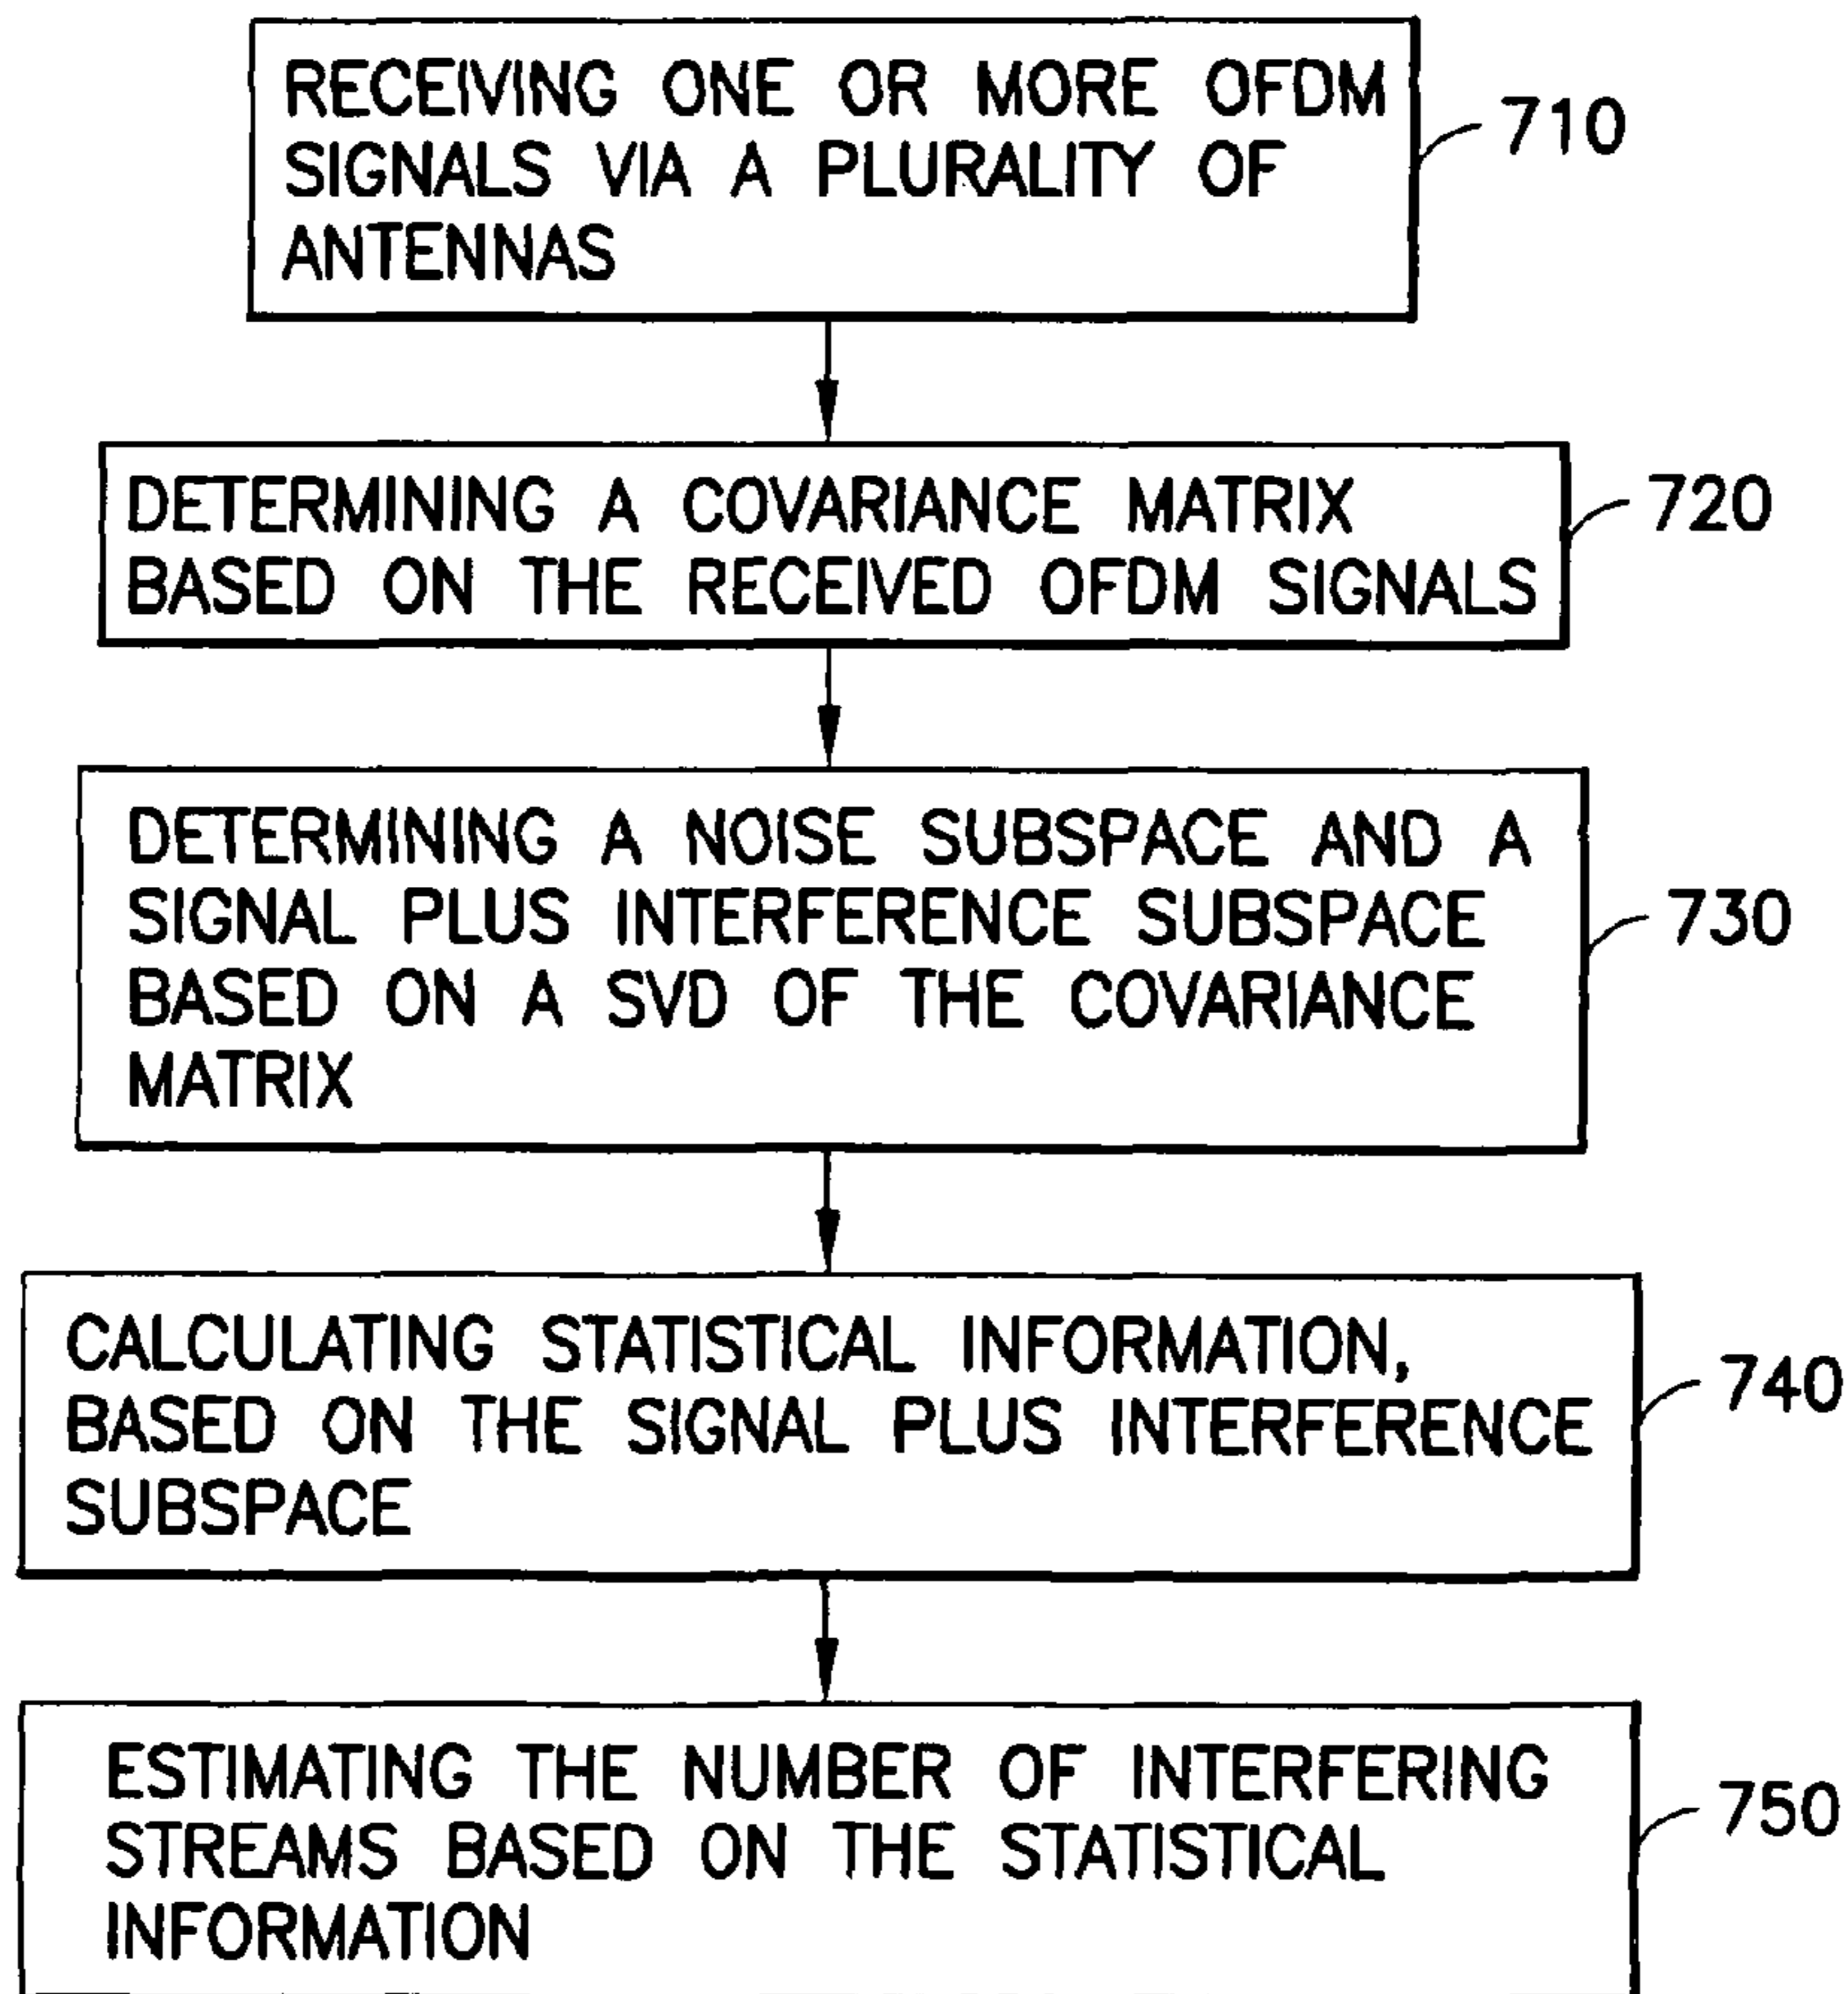 RECEIVING ONE OR MORE OFDM
SIGNALS VIA A PLURALITY OF
ANTENNAS
710
DETERMINING A COVARIANCE MATRIX
BASED ON THE RECEIVED OFDM SIGNALS
720
DETERMINING A NOISE SUBSPACE AND A
SIGNAL PLUS INTERFERENCE SUBSPACE
BASED ON A SVD OF THE COVARIANCE
MATRIX
730
CALCULATING STATISTICAL INFORMATION,
BASED ON THE SIGNAL PLUS INTERFERENCE
SUBSPACE
740
ESTIMATING THE NUMBER OF INTERFERING
STREAMS BASED ON THE STATISTICAL
INFORMATION
750